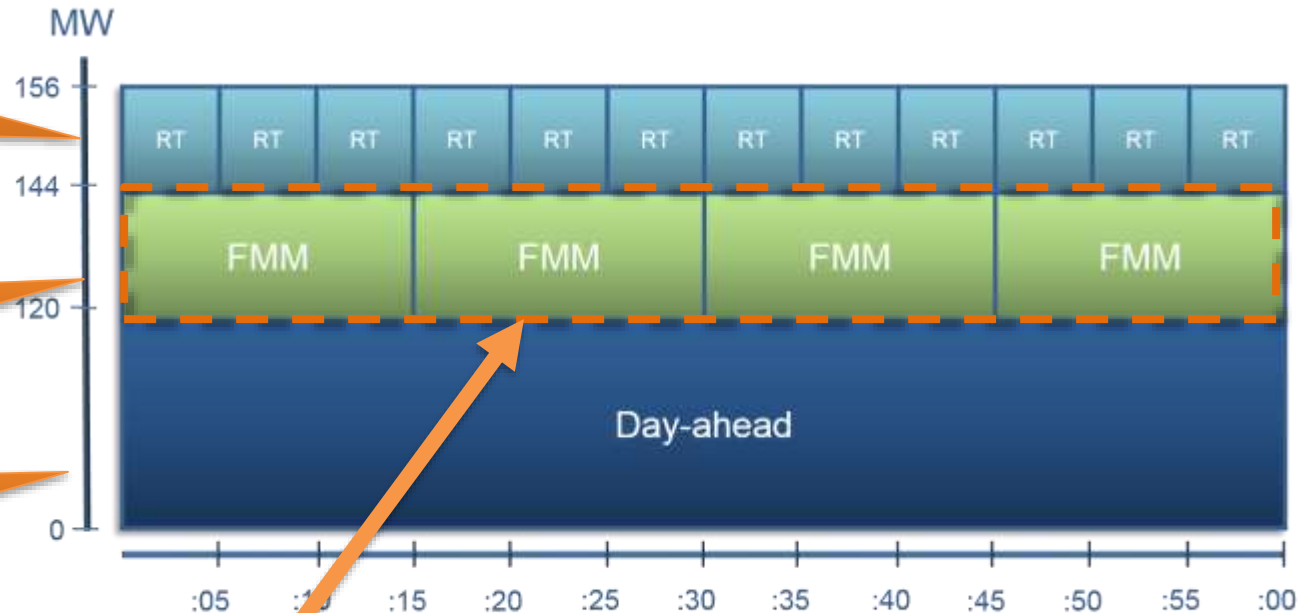 MW
156
RT RT RT RT RT RT RT RT RT RT RT RT
144
FMM FMM FMM FMM
120
Day-ahead
0
:05 :10 :15 :20 :25 :30 :35 :40 :45 :50 :55 :00